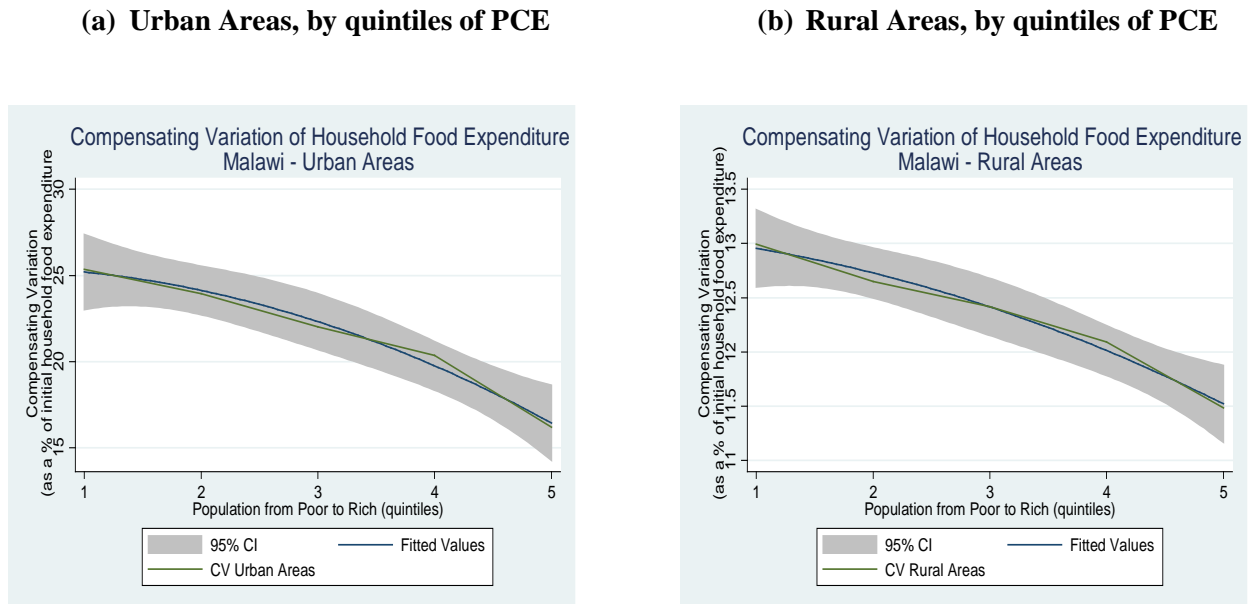 (a) Urban Areas, by quintiles of PCE
Compensating Variation of Household Food Expenditure
Malawi - Urban Areas
Compensating Variation
(as a % of initial household food expenditure
30
25
20
15
1 2 3 4 5
Population from Poor to Rich (quintiles)
95% CI Fitted Values
CV Urban Areas
(b) Rural Areas, by quintiles of PCE
Compensating Variation of Household Food Expenditure
Malawi - Rural Areas
Compensating Variation
(as a % of initial household food expenditure)
13.5
13
12.5
12
11.5
11
1 2 3 4 5
Population from Poor to Rich (quintiles)
95% CI Fitted Values
CV Rural Areas